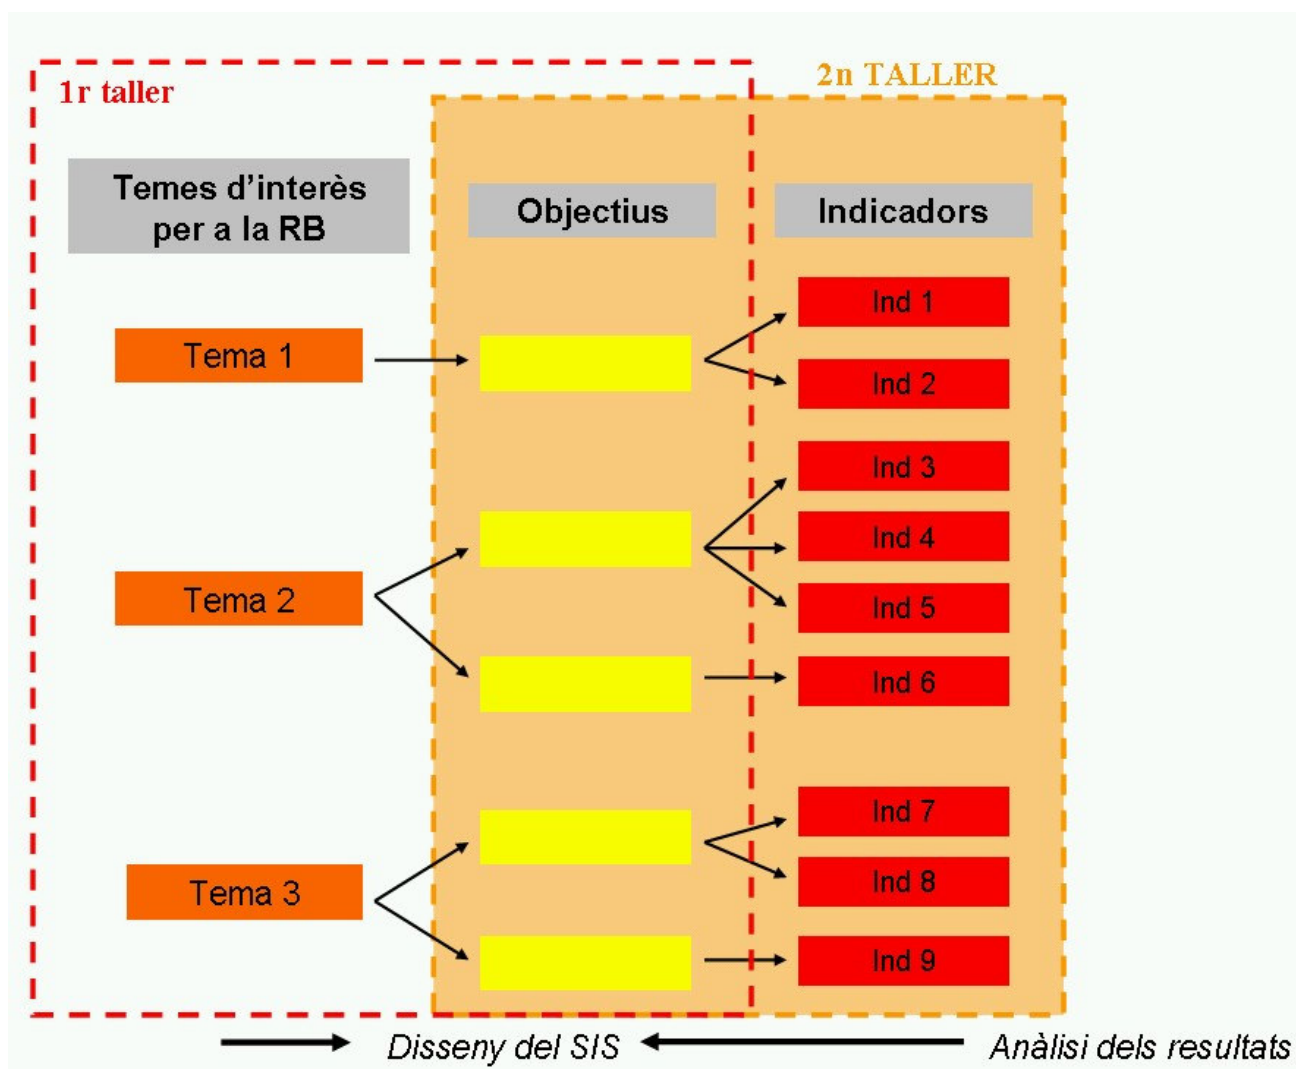 1r taller
2n TALLER
Temes d’interès
per a la RB
Objectius
Indicadors
Tema 1
Ind 1
Ind 2
Tema 2
Ind 3
Ind 4
Ind 5
Ind 6
Tema 3
Ind 7
Ind 8
Ind 9
Disseny del SIS
Anàlisi dels resultats